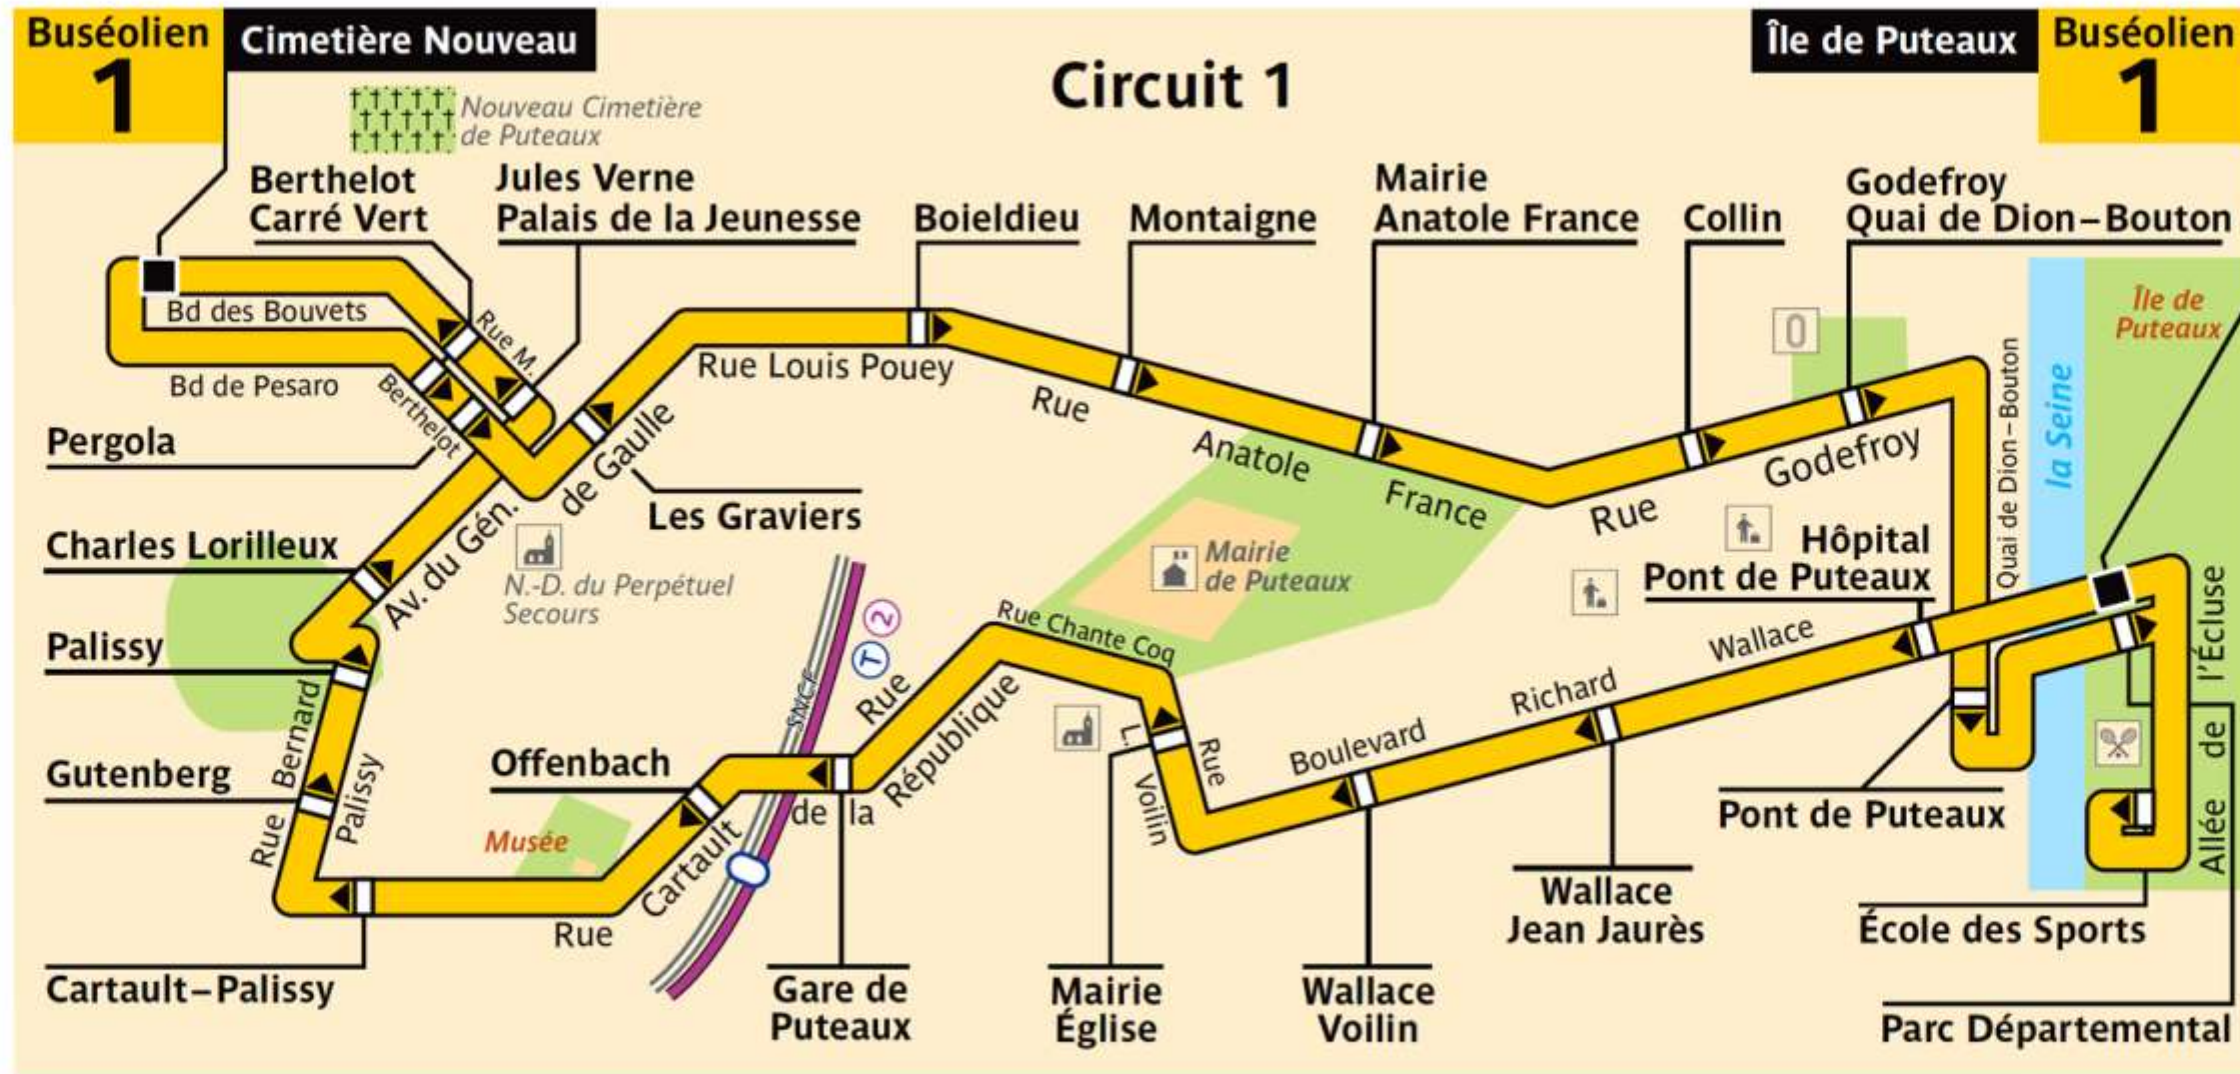 Buséolien
1
Cimetière Nouveau
Circuit 1
Île de Puteaux
Buséolien
1
Nouveau Cimetière
de Puteaux
Berthelot
Carré Vert
Jules Verne
Palais de la Jeunesse
Boieldieu
Montaigne
Mairie
Anatole France
Collin
Godefroy
Quai de Dion–Bouton
Île de
Puteaux
Bd des Bouvets
Rue M.
Berthelot
Bd de Pesaro
Rue Louis Pouey
Rue
Anatole
France
Rue
Godefroy
Quai de Dion–Bouton
la Seine
Pergola
Av. du Gén.
de Gaulle
Les Graviers
Charles Lorilleux
N.-D. du Perpétuel
Secours
Mairie
de Puteaux
Hôpital
Pont de Puteaux
Palissy
Rue Bernard
Palissy
Gutenberg
SNCF
2
T
Rue
de la
République
Rue Chante Coq
Rue
L.
Voilin
Boulevard
Richard
Wallace
Allée de l'Écluse
Offenbach
Musée
Rue
Cartault
Pont de Puteaux
Wallace
Jean Jaurès
École des Sports
Cartault–Palissy
Gare de
Puteaux
Mairie
Église
Wallace
Voilin
Parc Départemental